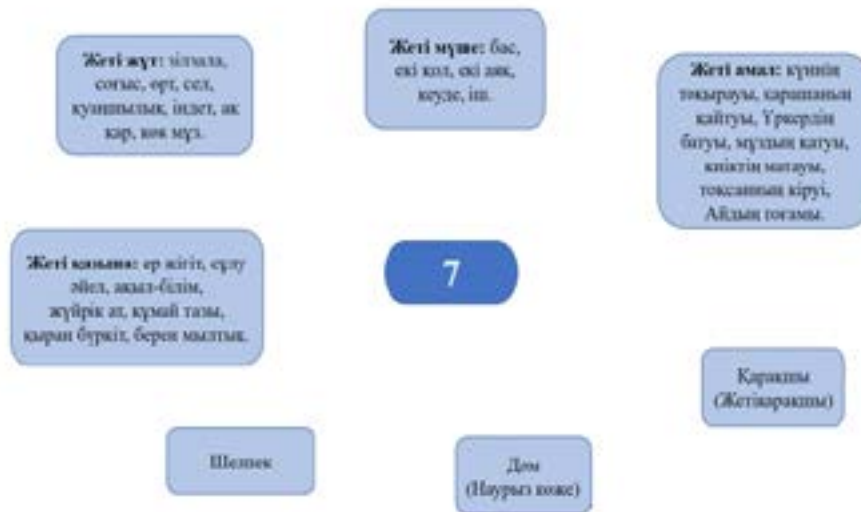 Жеті жұт: зілзала,
соғыс, өрт, сел,
қуаңшылық, індет, ақ
қар, көк мұз.
Жеті мүше: бас,
екі қол, екі аяқ,
кеуде, іш.
Жеті амал: күннің
тоқырауы, қарашаның
қайтуы, Үркердің
батуы, мұздың қатуы,
киіктің матауы,
тоқсанның кіруі,
Айдың тоғамы.
Жеті қазына: ер жігіт, сұлу
әйел, ақыл-білім,
жүйрік ат, құмай тазы,
қыран бүркіт, берен мылтық.
7
Қарақшы
(Жетіқарақшы)
Шелпек
Дәм
(Наурыз көже)